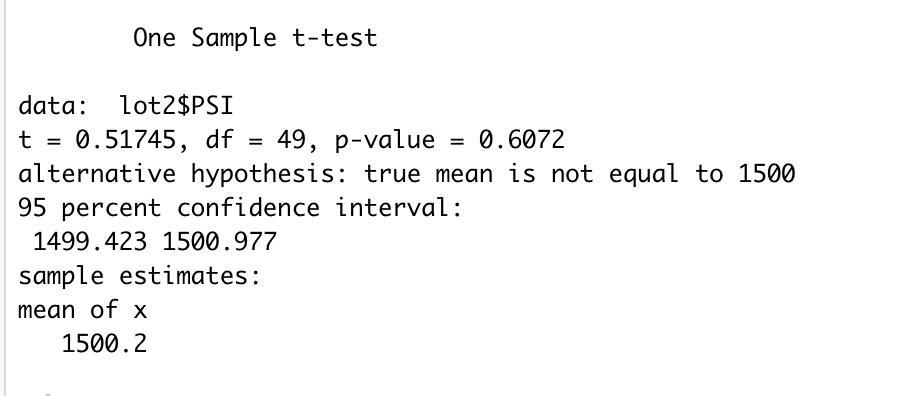 One Sample t-test
data:  lot2$PSI
t = 0.51745, df = 49, p-value = 0.6072
alternative hypothesis: true mean is not equal to 1500
95 percent confidence interval:
1499.423 1500.977
sample estimates:
mean of x
1500.2